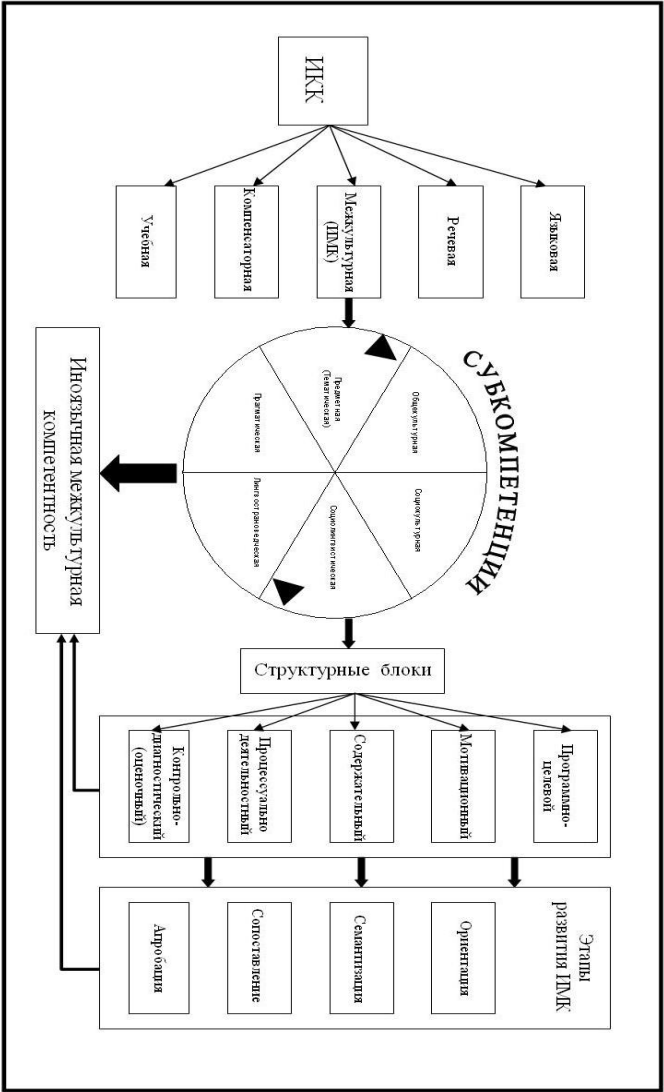 ИКК
Языковая
Речевая
Межкультурная
(ИМК)
Компенсаторная
Учебная
СУБКОМПЕТЕНЦИИ
Общекультурная
Социокультурная
Предметная
(Тематическая)
Социолингвистическая
Прагматическая
Лингвострановедческая
Иноязычная межкультурная
компетентность
Структурные блоки
Программно-
целевой
Мотивационный
Содержательный
Процессуально
деятельностный
Контрольно-
диагностический
(оценочный)
Этапы
развития ИМК
Ориентация
Семантизация
Сопоставление
Апробация